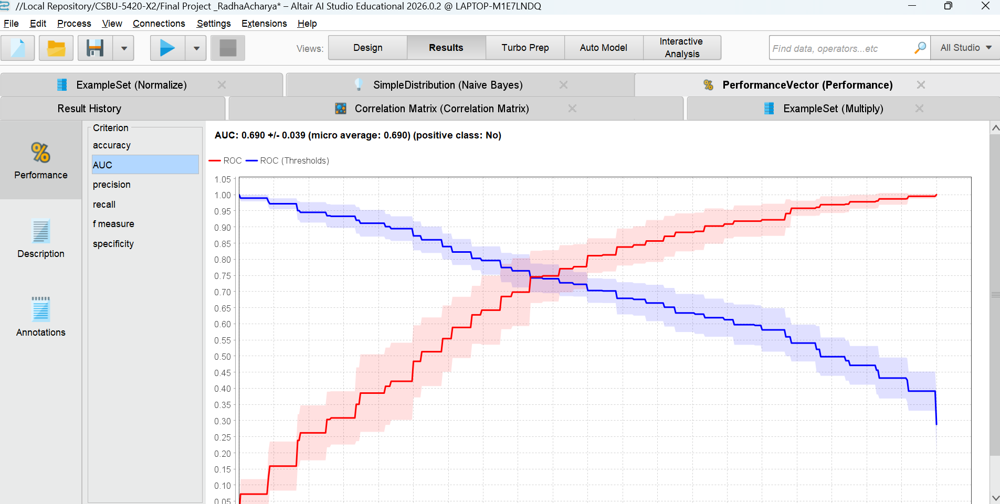 //Local Repository/CSBU-5420-X2/Final Project _RadhaAcharya* – Altair AI Studio Educational 2026.0.2 @ LAPTOP-M1E7LNDQ
File Edit Process View Connections Settings Extensions Help
Views: Design Results Turbo Prep Auto Model Interactive Analysis Find data, operators...etc All Studio
ExampleSet (Normalize) SimpleDistribution (Naive Bayes) PerformanceVector (Performance)
Result History Correlation Matrix (Correlation Matrix) ExampleSet (Multiply)
%
Performance
Description
Annotations
Criterion
accuracy
AUC
precision
recall
f measure
specificity
AUC: 0.690 +/- 0.039 (micro average: 0.690) (positive class: No)
ROC ROC (Thresholds)
1.05
1.00
0.95
0.90
0.85
0.80
0.75
0.70
0.65
0.60
0.55
0.50
0.45
0.40
0.35
0.30
0.25
0.20
0.15
0.10
0.05